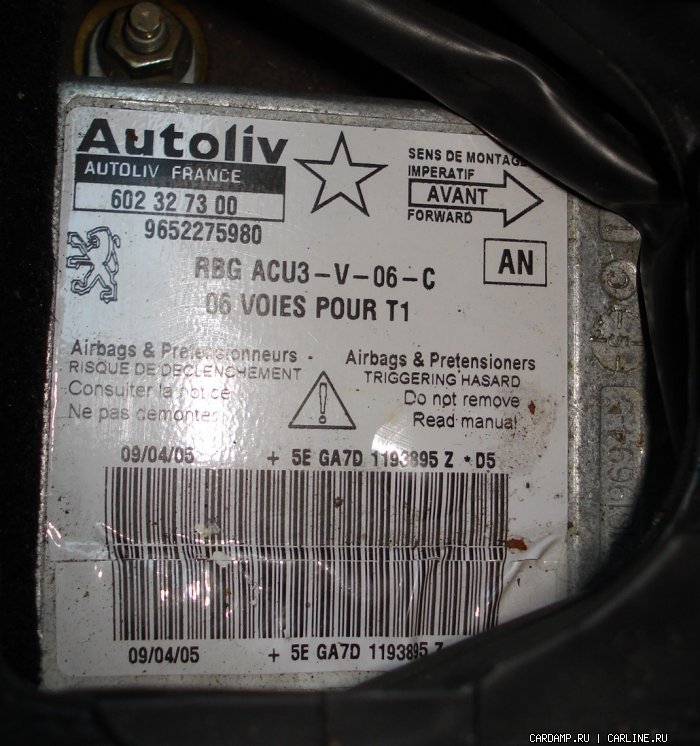 Autoliv
AUTOLIV FRANCE
602 32 73 00
9652275980
SENS DE MONTAGE
IMPERATIF
AVANT
FORWARD
AN
RBG ACU3-V-06-C
06 VOIES POUR T1
Airbags & Pretensionneurs -
RISQUE DE DECLENCHEMENT
Consulter la notice
Ne pas demonter
Airbags & Pretensioners
TRIGGERING HASARD
Do not remove
Read manual
09/04/05 + 5E GA7D 1193895 Z * D5
09/04/05 + 5E GA7D 1193895 Z
CARDAMP.RU | CARLINE.RU